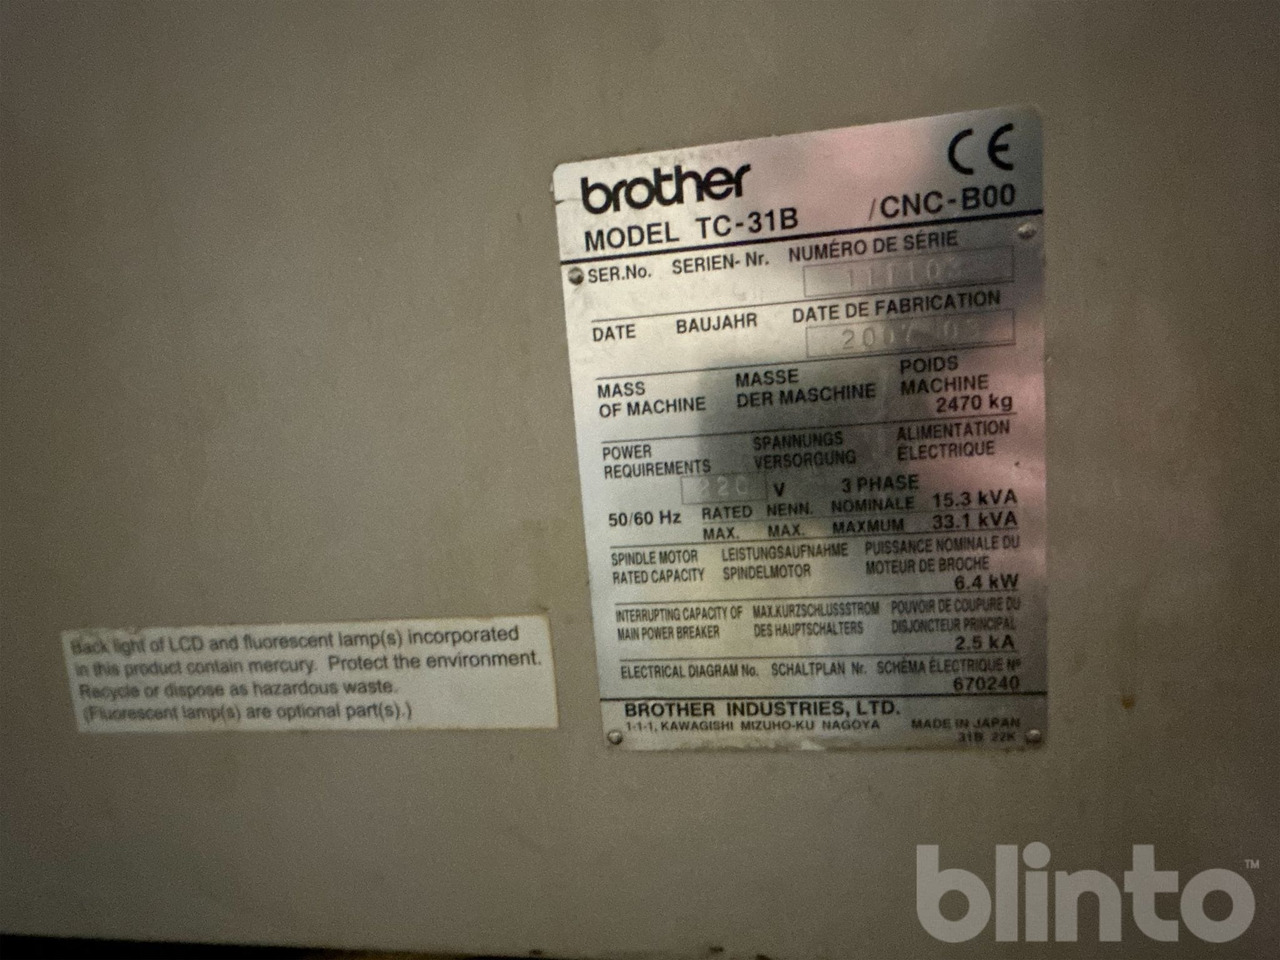 brother
CE
MODEL TC-31B /CNC-B00
SER.No. SERIEN-Nr. NUMÉRO DE SÉRIE
DATE BAUJAHR DATE DE FABRICATION
2007 03
MASS OF MACHINE
MASSE DER MASCHINE
POIDS MACHINE
2470 kg
POWER REQUIREMENTS
SPANNUNGS VERSORGUNG
ALIMENTATION ÉLECTRIQUE
220 V 3 PHASE
50/60 Hz RATED NENN. NOMINALE 15.3 kVA
MAX. MAX. MAXMUM 33.1 kVA
SPINDLE MOTOR RATED CAPACITY
LEISTUNGSAUFNAHME SPINDELMOTOR
PUISSANCE NOMINALE DU MOTEUR DE BROCHE
6.4 kW
INTERRUPTING CAPACITY OF MAIN POWER BREAKER
MAX.KURZSCHLUSSSTROM DES HAUPTSCHALTERS
POUVOIR DE COUPURE DU DISJONCTEUR PRINCIPAL
2.5 kA
ELECTRICAL DIAGRAM No. SCHALTPLAN Nr. SCHÉMA ÉLECTRIQUE Nº
670240
BROTHER INDUSTRIES, LTD.
1-1-1, KAWAGISHI MIZUHO-KU NAGOYA MADE IN JAPAN
31B 22K
Back light of LCD and fluorescent lamp(s) incorporated
in this product contain mercury. Protect the environment.
Recycle or dispose as hazardous waste.
(Fluorescent lamp(s) are optional part(s).)
blinto™